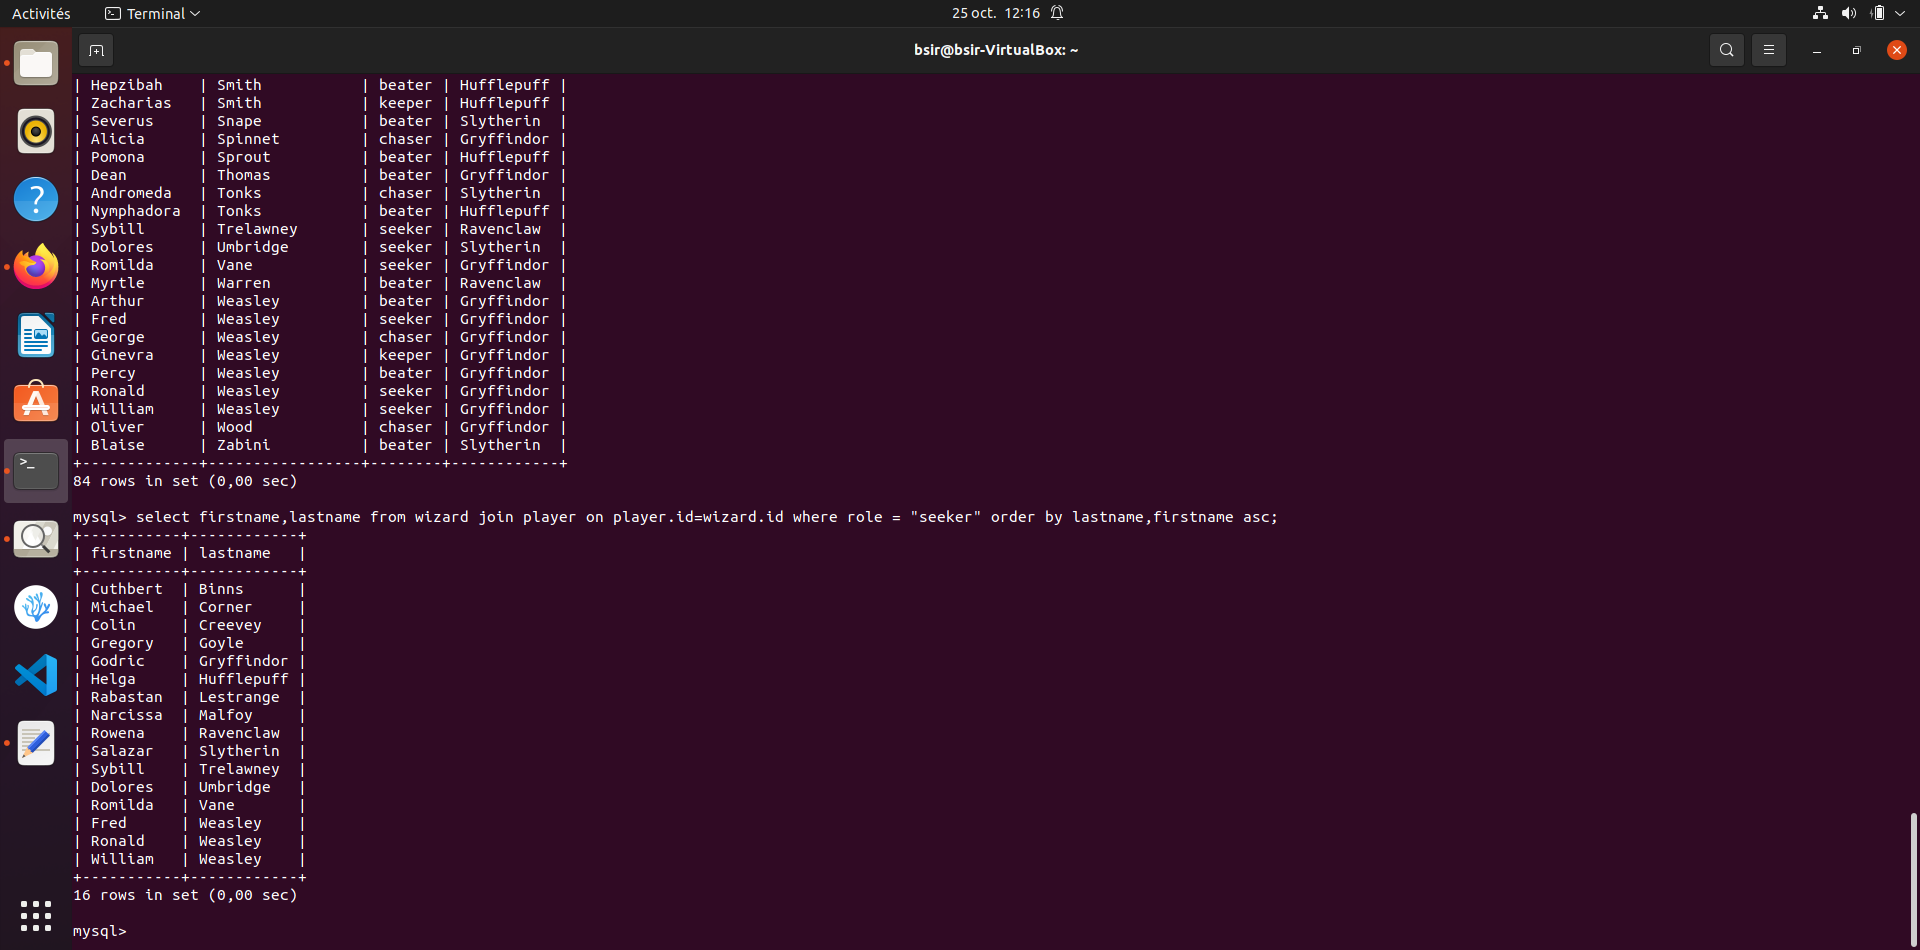 Activités Terminal 25 oct. 12:16
bsir@bsir-VirtualBox: ~
| Hepzibah    | Smith           | beater | Hufflepuff |
| Zacharias   | Smith           | keeper | Hufflepuff |
| Severus     | Snape           | beater | Slytherin  |
| Alicia      | Spinnet         | chaser | Gryffindor |
| Pomona      | Sprout          | beater | Hufflepuff |
| Dean        | Thomas          | beater | Gryffindor |
| Andromeda   | Tonks           | chaser | Slytherin  |
| Nymphadora  | Tonks           | beater | Hufflepuff |
| Sybill      | Trelawney       | seeker | Ravenclaw  |
| Dolores     | Umbridge        | seeker | Slytherin  |
| Romilda     | Vane            | seeker | Gryffindor |
| Myrtle      | Warren          | beater | Ravenclaw  |
| Arthur      | Weasley         | beater | Gryffindor |
| Fred        | Weasley         | seeker | Gryffindor |
| George      | Weasley         | chaser | Gryffindor |
| Ginevra     | Weasley         | keeper | Gryffindor |
| Percy       | Weasley         | beater | Gryffindor |
| Ronald      | Weasley         | seeker | Gryffindor |
| William     | Weasley         | seeker | Gryffindor |
| Oliver      | Wood            | chaser | Gryffindor |
| Blaise      | Zabini          | beater | Slytherin  |
+-------------+-----------------+--------+------------+
84 rows in set (0,00 sec)
mysql> select firstname,lastname from wizard join player on player.id=wizard.id where role = "seeker" order by lastname,firstname asc;
+-----------+------------+
| firstname | lastname   |
+-----------+------------+
| Cuthbert  | Binns      |
| Michael   | Corner     |
| Colin     | Creevey    |
| Gregory   | Goyle      |
| Godric    | Gryffindor |
| Helga     | Hufflepuff |
| Rabastan  | Lestrange  |
| Narcissa  | Malfoy     |
| Rowena    | Ravenclaw  |
| Salazar   | Slytherin  |
| Sybill    | Trelawney  |
| Dolores   | Umbridge   |
| Romilda   | Vane       |
| Fred      | Weasley    |
| Ronald    | Weasley    |
| William   | Weasley    |
+-----------+------------+
16 rows in set (0,00 sec)
mysql>